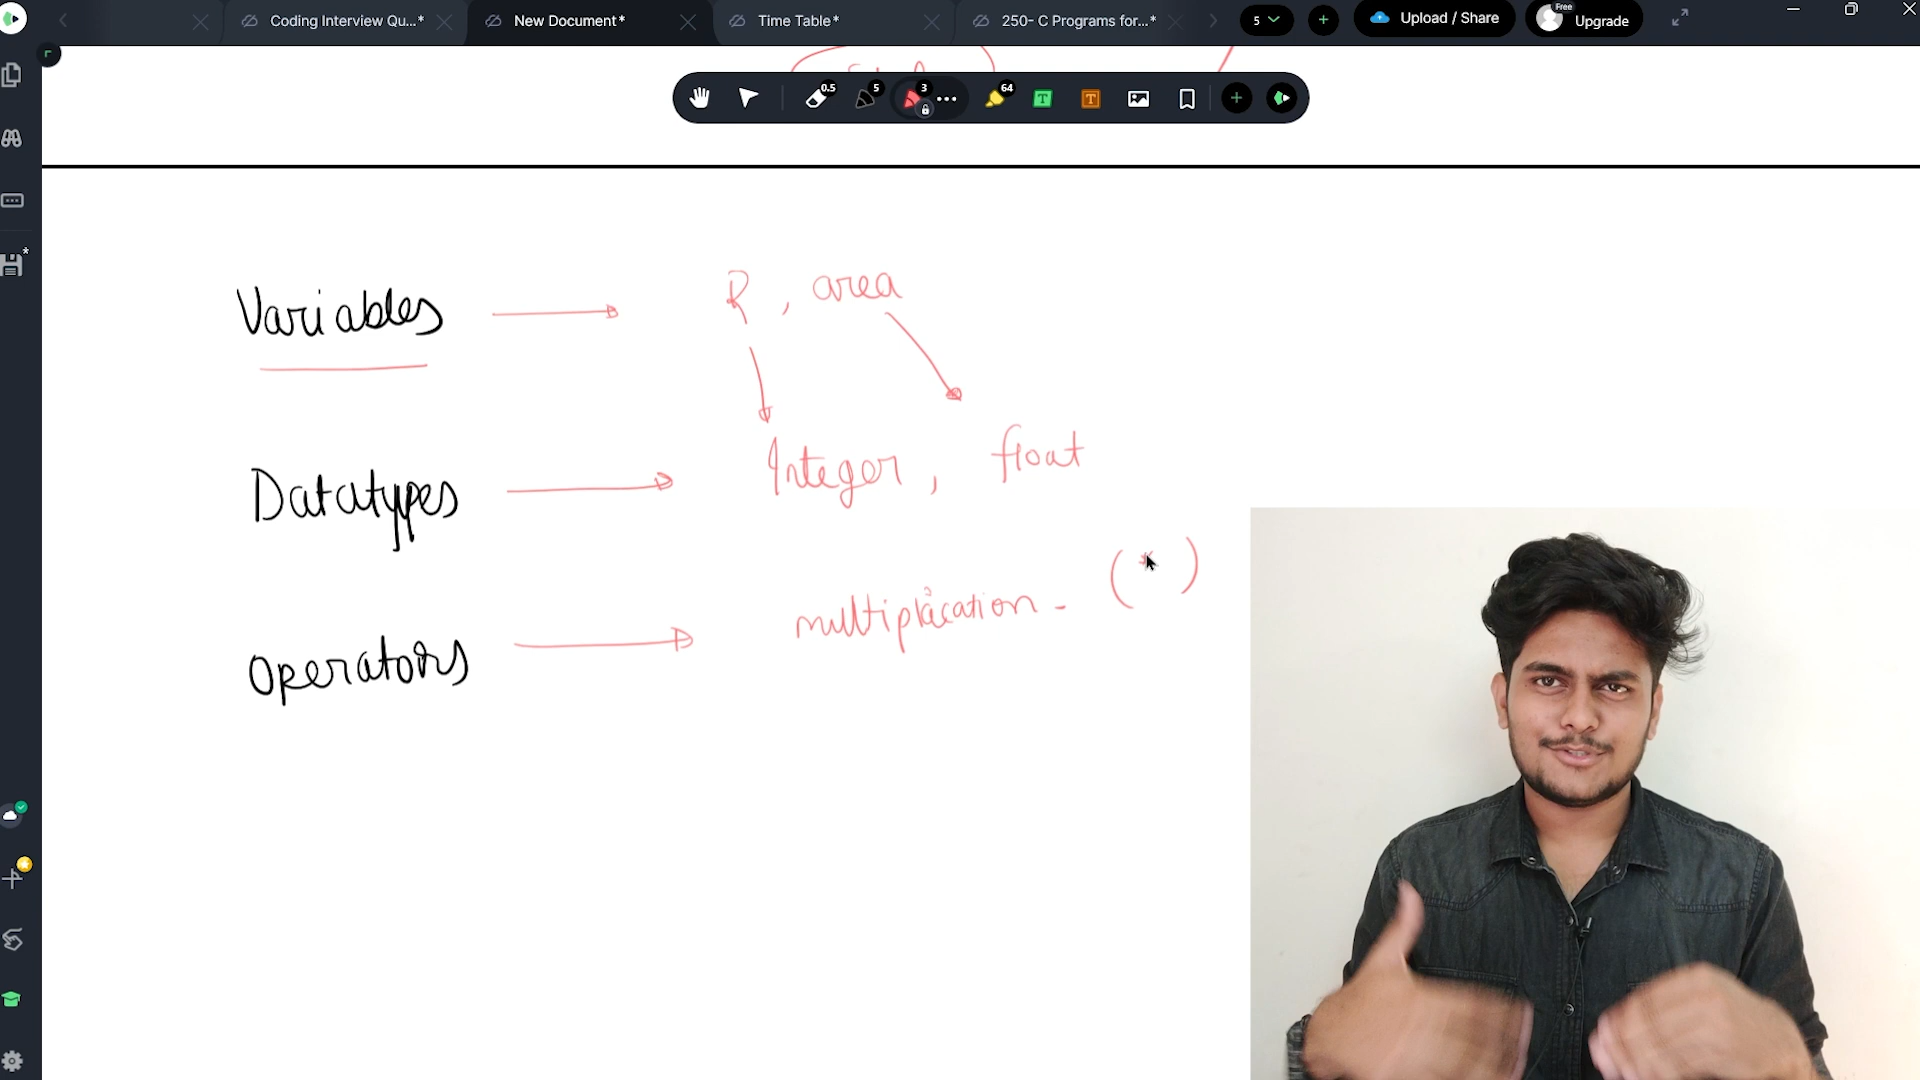 Coding Interview Qu...*
New Document*
Time Table*
250- C Programs for...*
5
Upload / Share
Free
Upgrade
0.5
5
3
64
T
T
Variables
R, area
Datatypes
Integer, float
Operators
multiplication - (*)